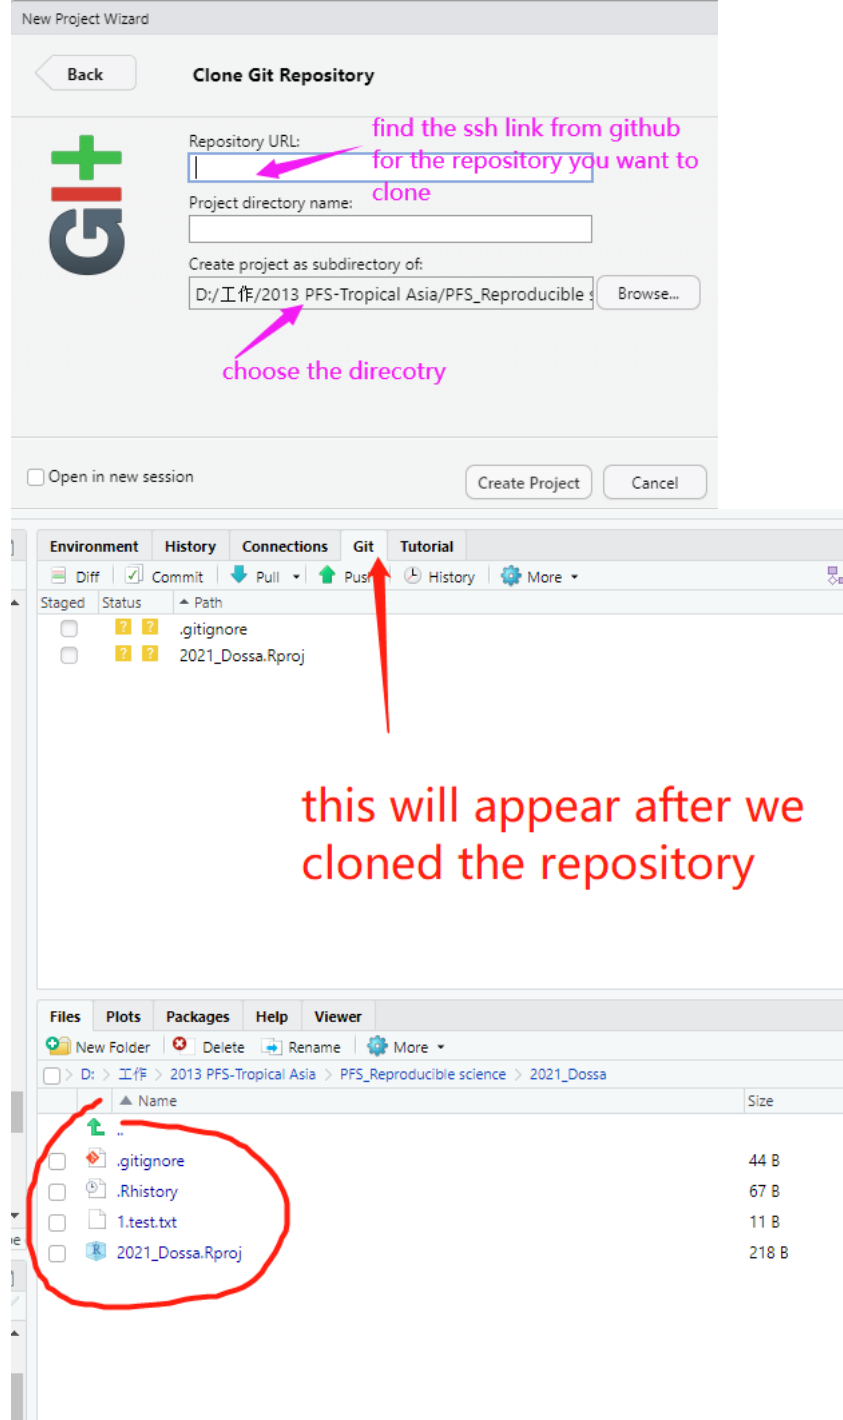 New Project Wizard
Back
Clone Git Repository
GIt
Repository URL:
find the ssh link from github
for the repository you want to
clone
Project directory name:
Create project as subdirectory of:
D:/工作/2013 PFS-Tropical Asia/PFS_Reproducible s
Browse...
choose the direcotry
Open in new session
Create Project
Cancel
Environment History Connections Git Tutorial
Diff Commit Pull Push History More
Staged Status Path
? ? .gitignore
? ? 2021_Dossa.Rproj
this will appear after we
cloned the repository
Files Plots Packages Help Viewer
New Folder Delete Rename More
D: > 工作 > 2013 PFS-Tropical Asia > PFS_Reproducible science > 2021_Dossa
Name Size
..
.gitignore 44 B
.Rhistory 67 B
1.test.txt 11 B
2021_Dossa.Rproj 218 B